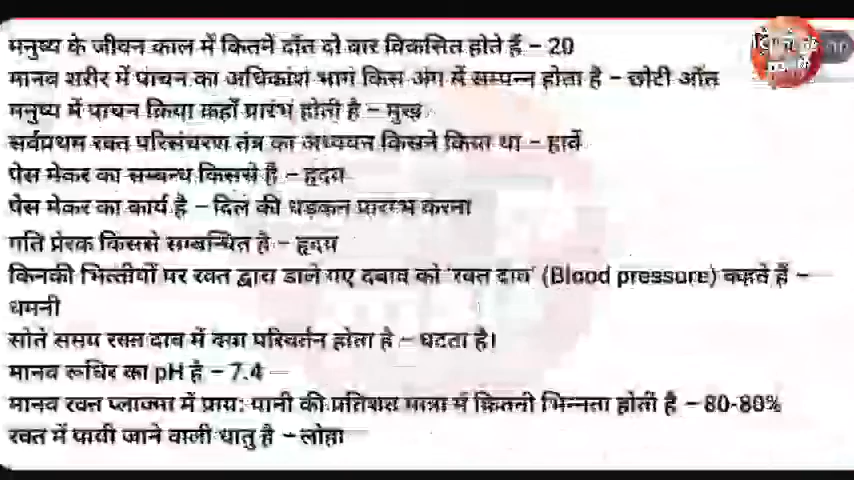 मनुष्य के जीवन काल में कितने दाँत दो बार विकसित होते हैं – 20
मानव शरीर में पाचन का अधिकांश भाग किस अंग में सम्पन्न होता है – छोटी आँत
मनुष्य में पाचन क्रिया कहाँ प्रारंभ होती है – मुख
सर्वप्रथम रक्त परिसंचरण तंत्र का अध्ययन किसने किया था – हार्वे
पेस मेकर का सम्बन्ध किससे है – हृदय
पेस मेकर का कार्य है – दिल की धड़कन प्रारम्भ करना
गति प्रेरक किससे सम्बन्धित है – हृदय
किनकी भित्तीयों पर रक्त द्वारा डाले गए दबाव को 'रक्त दाब' (Blood pressure) कहते हैं –
धमनी
सोते समय रक्त दाब में क्या परिवर्तन होता है – घटता है।
मानव रूधिर का pH है – 7.4
मानव रक्त प्लाज्मा में प्राय: पानी की प्रतिशत मात्रा में कितनी भिन्नता होती है – 80-80%
रक्त में पायी जाने वाली धातु है – लोहा